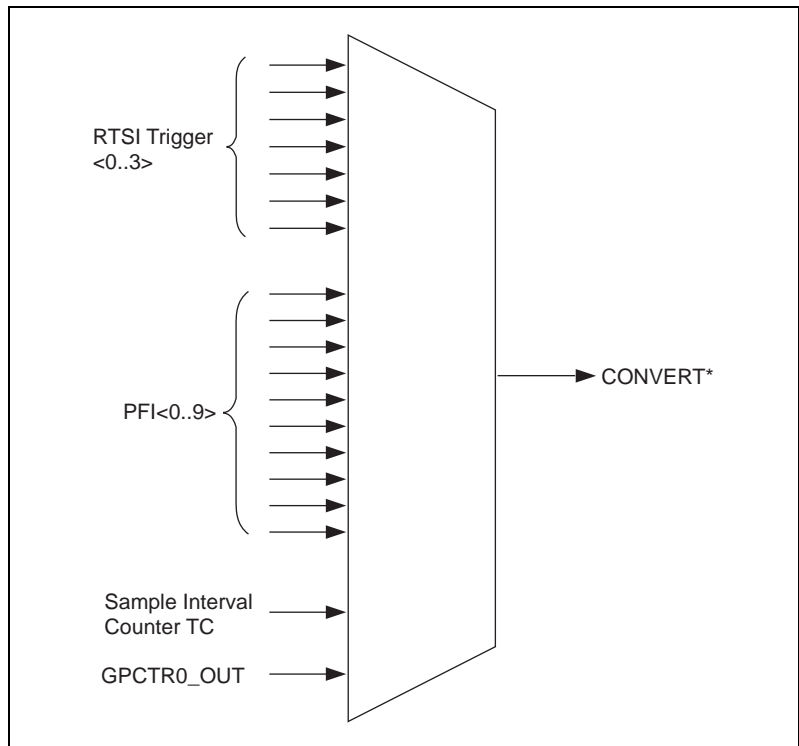 RTSI Trigger
<0..3>
PFI<0..9>
CONVERT*
Sample Interval
Counter TC
GPCTR0_OUT